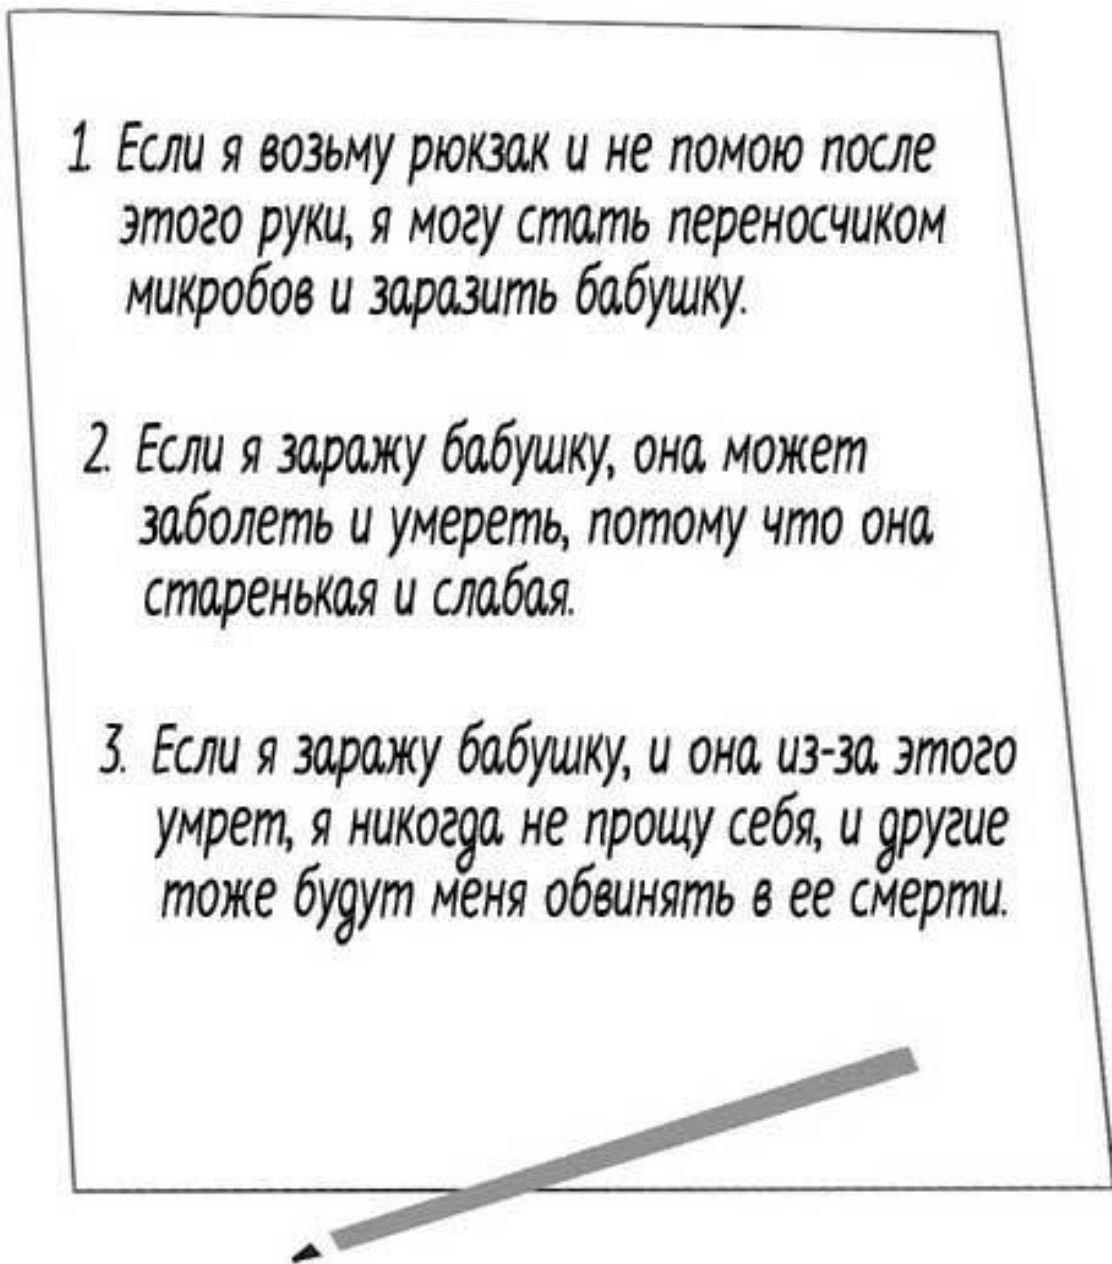 1. Если я возьму рюкзак и не помою после
этого руки, я могу стать переносчиком
микробов и заразить бабушку.
2. Если я заражу бабушку, она может
заболеть и умереть, потому что она
старенькая и слабая.
3. Если я заражу бабушку, и она из-за этого
умрет, я никогда не прощу себя, и другие
тоже будут меня обвинять в ее смерти.